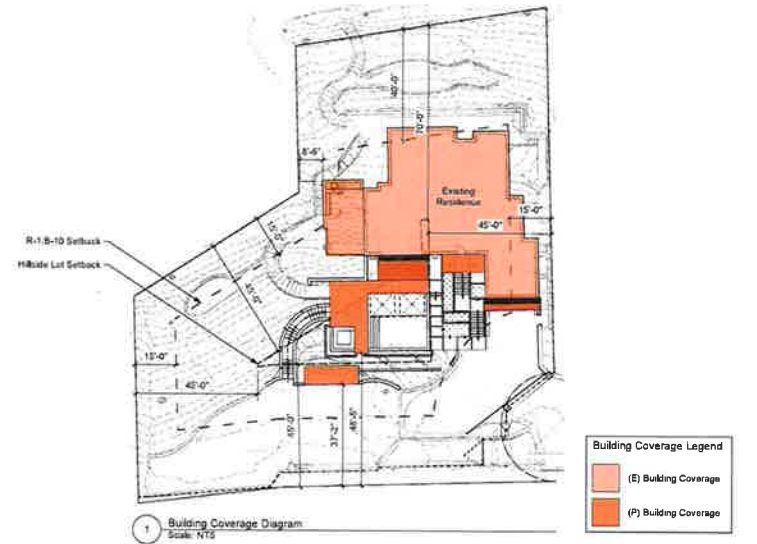 40'-0"
70'-0"
8'-6"
Existing
Residence
15'-0"
45'-0"
R-1:B-10 Setback
15'-0"
Hillside Lot Setback
45'-0"
15'-0"
45'-0"
45'-0"
37'-2"
48'-6"
Building Coverage Legend
(E) Building Coverage
(P) Building Coverage
1
Building Coverage Diagram
Scale: NTS